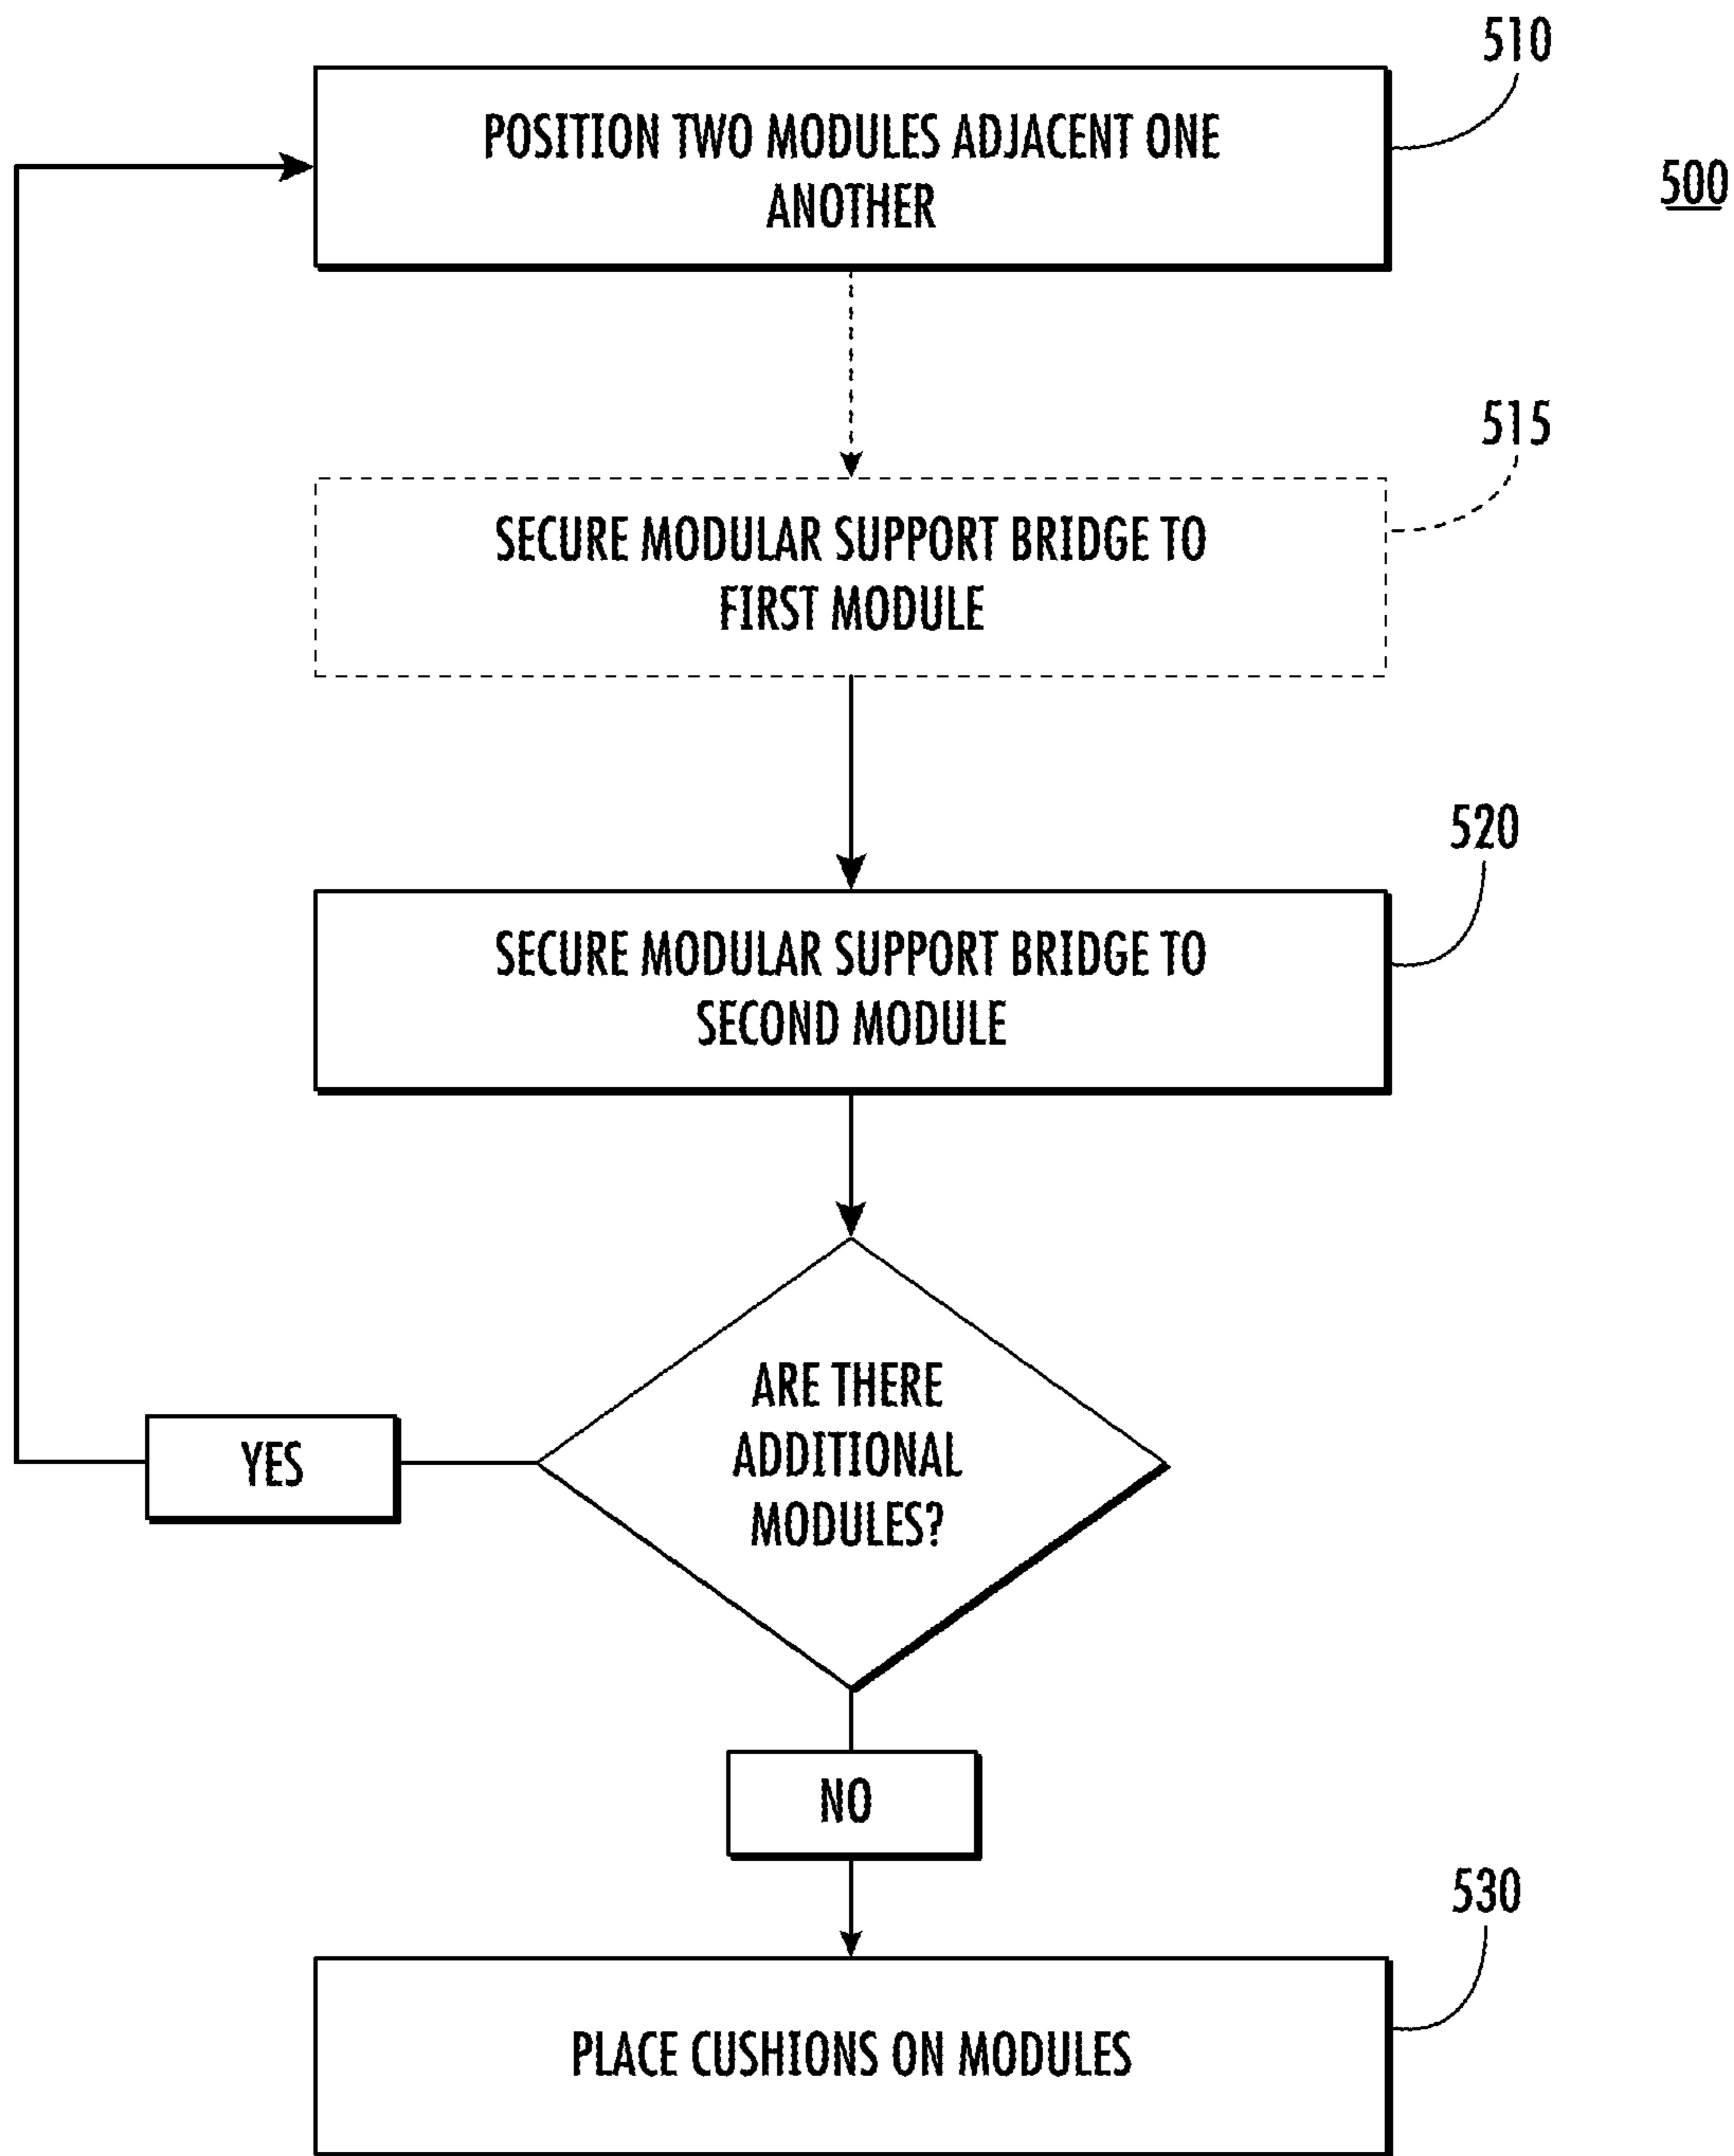 510
POSITION TWO MODULES ADJACENT ONE
ANOTHER
500
515
SECURE MODULAR SUPPORT BRIDGE TO
FIRST MODULE
520
SECURE MODULAR SUPPORT BRIDGE TO
SECOND MODULE
ARE THERE
ADDITIONAL
MODULES?
YES
NO
530
PLACE CUSHIONS ON MODULES